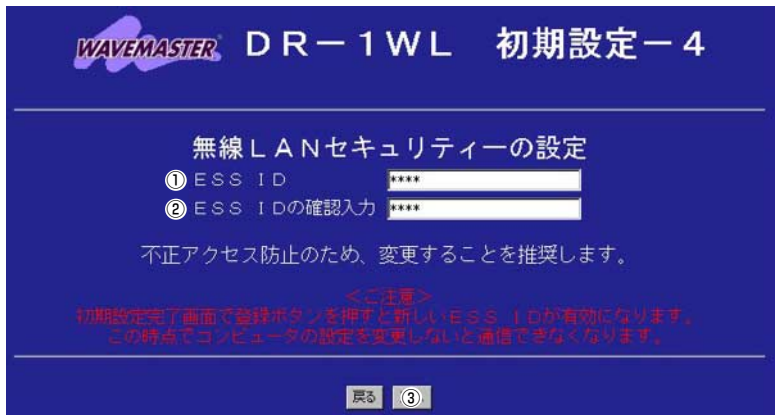 WAVEMASTER DR－1WL 初期設定－4
無線LANセキュリティーの設定
① ESS ID ****
② ESS IDの確認入力 ****
不正アクセス防止のため、変更することを推奨します。
＜ご注意＞
初期設定完了画面で登録ボタンを押すと新しいESS IDが有効になります。
この時点でコンピュータの設定を変更しないと通信できなくなります。
戻る ③